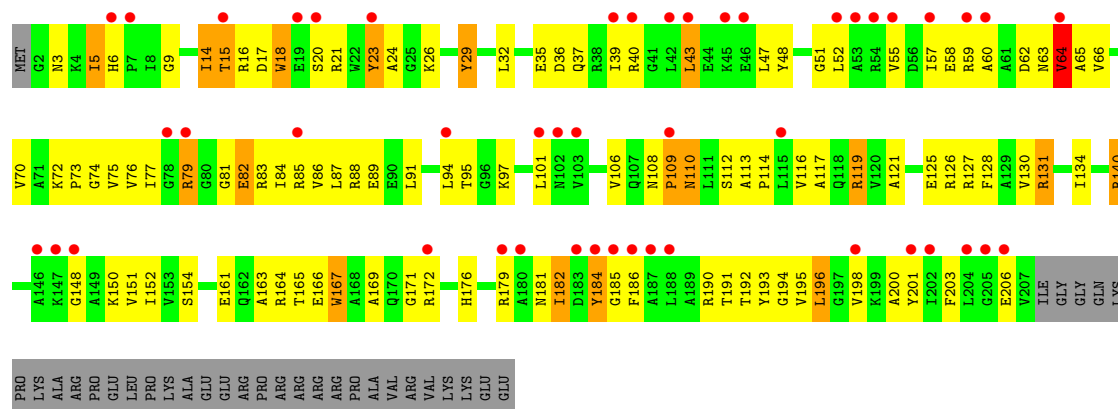 MET G2 N3 K4 I5 H6 P7 I8 G9 I14 T15 R16 D17 W18 E19 S20 R21 W22 Y23 A24 G25 K26 Y29 L32 E35 D36 Q37 R38 I39 R40 G41 L42 L43 E44 K45 E46 L47 Y48 G51 L52 A53 R54 V55 D56 I57 E58 R59 A60 A61 D62 N63 V64 A65 V66
V70 A71 K72 P73 G74 V75 V76 I77 G78 R79 G80 G81 E82 R83 I84 R85 V86 L87 R88 E89 E90 L91 L94 T95 G96 K97 L101 N102 V103 V106 Q107 N108 P109 N110 L111 S112 A113 P114 L115 V116 A117 Q118 R119 V120 A121 E125 R126 R127 F128 A129 V130 R131 I134 R140
A146 K147 G148 A149 K150 V151 I152 V153 S154 E161 Q162 A163 R164 T165 E166 W167 A168 A169 Q170 G171 R172 H176 R179 A180 N181 I182 D183 Y184 G185 F186 A187 L188 A189 R190 T191 T192 Y193 G194 V195 L196 G197 V198 K199 A200 Y201 I202 F203 L204 G205 E206 V207 ILE GLY GLY GLN LYS
PRO LYS ALA ARG PRO GLU LEU PRO LYS ALA GLU GLU ARG PRO ARG ARG ARG ARG PRO ALA VAL ARG VAL LYS LYS GLU GLU